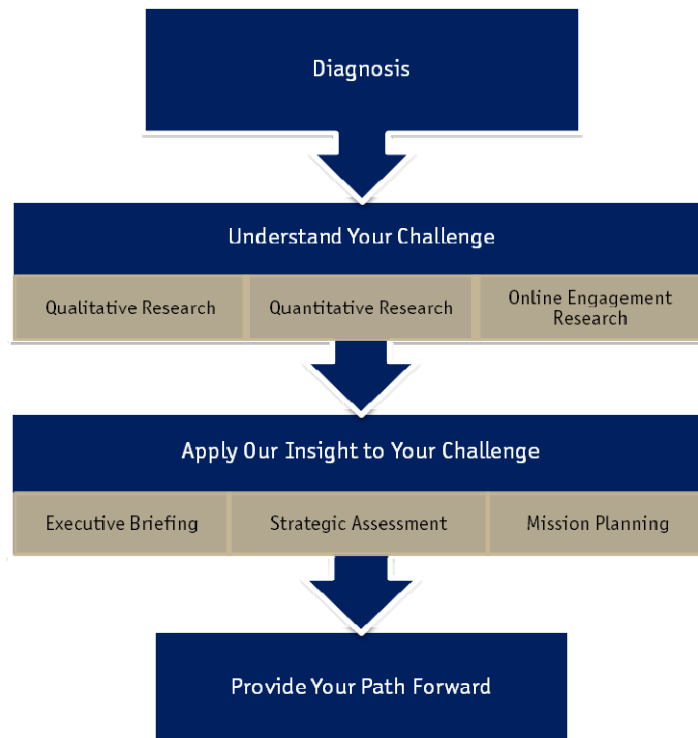 Diagnosis
Understand Your Challenge
Qualitative Research
Quantitative Research
Online Engagement
Research
Apply Our Insight to Your Challenge
Executive Briefing
Strategic Assessment
Mission Planning
Provide Your Path Forward